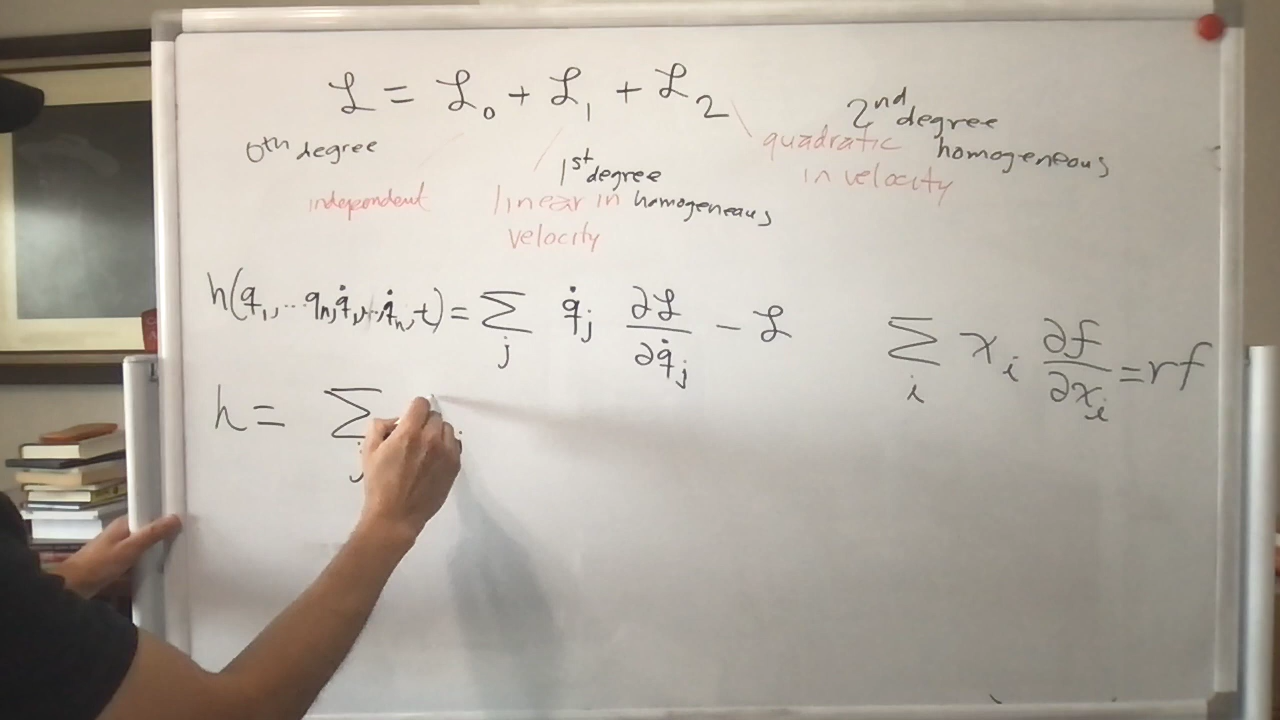 ℒ = ℒ₀ + ℒ₁ + ℒ₂
0th degree
independent
1st degree
linear in homogeneous
velocity
2nd degree
quadratic homogeneous
in velocity
h(q₁,...qₙ,q̇₁,...,q̇ₙ,t) = Σⱼ q̇ⱼ ∂ℒ/∂q̇ⱼ - ℒ
Σᵢ xᵢ ∂f/∂xᵢ = rf
h = Σⱼ